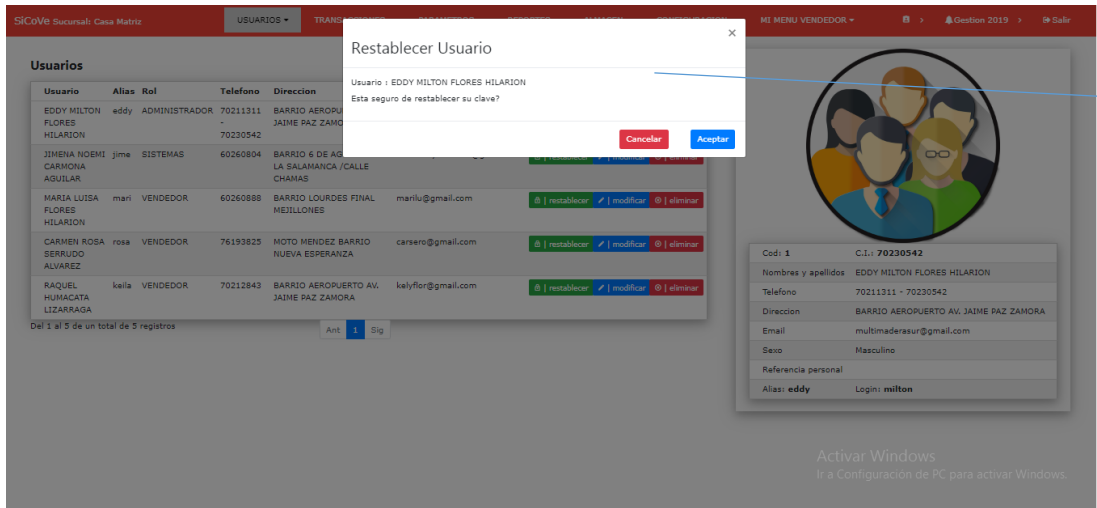 SiCoVe Sucursal: Casa Matriz
USUARIOS
MI MENU VENDEDOR
Gestion 2019
Salir
Restablecer Usuario
×
Usuario : EDDY MILTON FLORES HILARION
Esta seguro de restablecer su clave?
Cancelar Aceptar
Usuarios
Usuario Alias Rol Telefono Direccion
EDDY MILTON eddy ADMINISTRADOR 70211311 BARRIO
FLORES - JAIME PAZ
HILARION 70230542
JIMENA NOEMI jime SISTEMAS 60260804 BARRIO 6 DE
CARMONA LA SALAMANCA /CALLE
AGUILAR CHAMAS
| restablecer | modificar | eliminar
MARIA LUISA mari VENDEDOR 60260888 BARRIO LOURDES FINAL marilu@gmail.com | restablecer | modificar | eliminar
FLORES MEJILLONES
HILARION
CARMEN ROSA rosa VENDEDOR 76193825 MOTO MENDEZ BARRIO carsero@gmail.com | restablecer | modificar | eliminar
SERRUDO NUEVA ESPERANZA
ALVAREZ
RAQUEL keila VENDEDOR 70212843 BARRIO AEROPUERTO AV. kelyflor@gmail.com | restablecer | modificar | eliminar
HUMACATA JAIME PAZ ZAMORA
LIZARRAGA
Del 1 al 5 de un total de 5 registros
Ant 1 Sig
Cod: 1 C.I.: 70230542
Nombres y apellidos EDDY MILTON FLORES HILARION
Telefono 70211311 - 70230542
Direccion BARRIO AEROPUERTO AV. JAIME PAZ ZAMORA
Email multimaderasur@gmail.com
Sexo Masculino
Referencia personal
Alias: eddy Login: milton
Activar Windows
Ir a Configuración de PC para activar Windows.